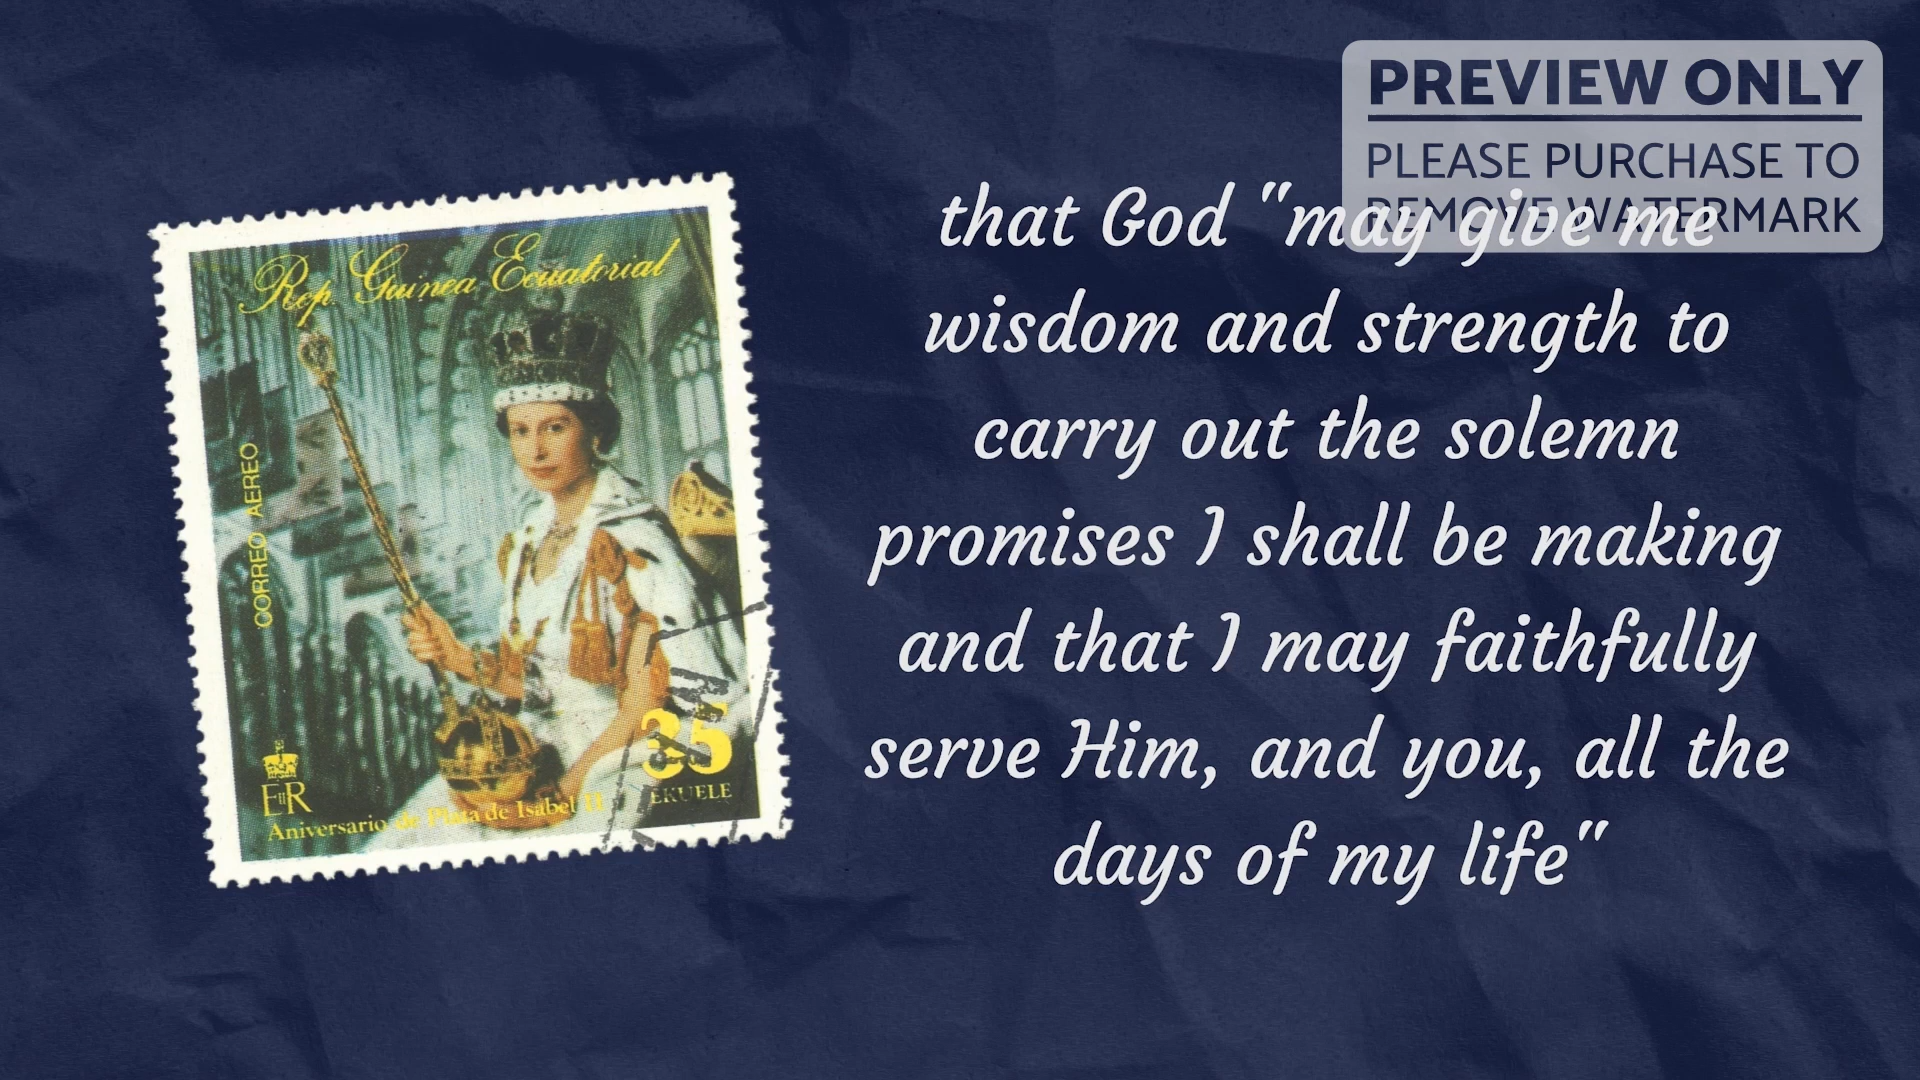 PREVIEW ONLY
PLEASE PURCHASE TO
REMOVE WATERMARK
Rep. Guinea Ecuatorial
CORREO AEREO
EIIR
35
EKUELE
Aniversario de Plata de Isabel II
that God "may give me
wisdom and strength to
carry out the solemn
promises I shall be making
and that I may faithfully
serve Him, and you, all the
days of my life"